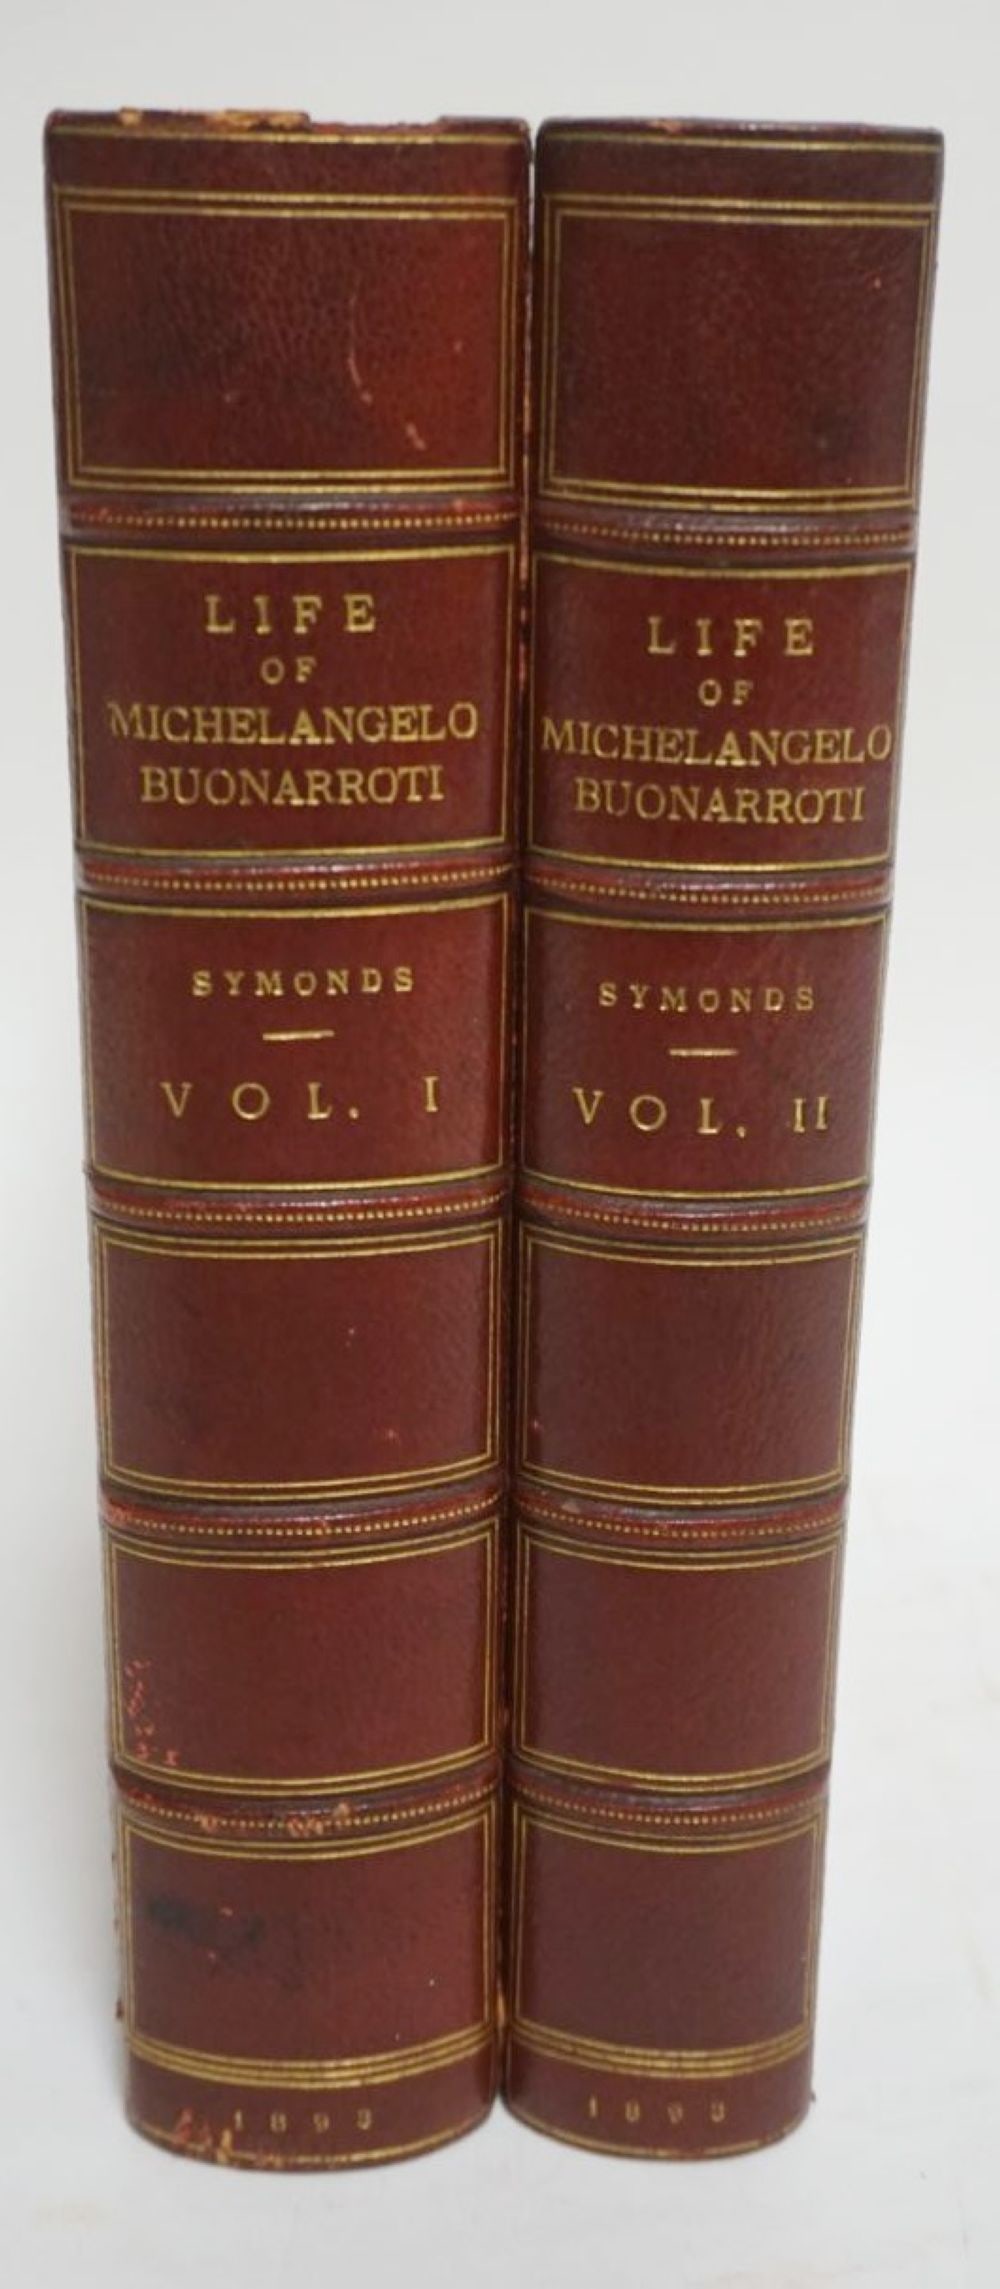 LIFE
OF
MICHELANGELO
BUONARROTI
SYMONDS
VOL. I
1893
LIFE
OF
MICHELANGELO
BUONARROTI
SYMONDS
VOL. II
1893